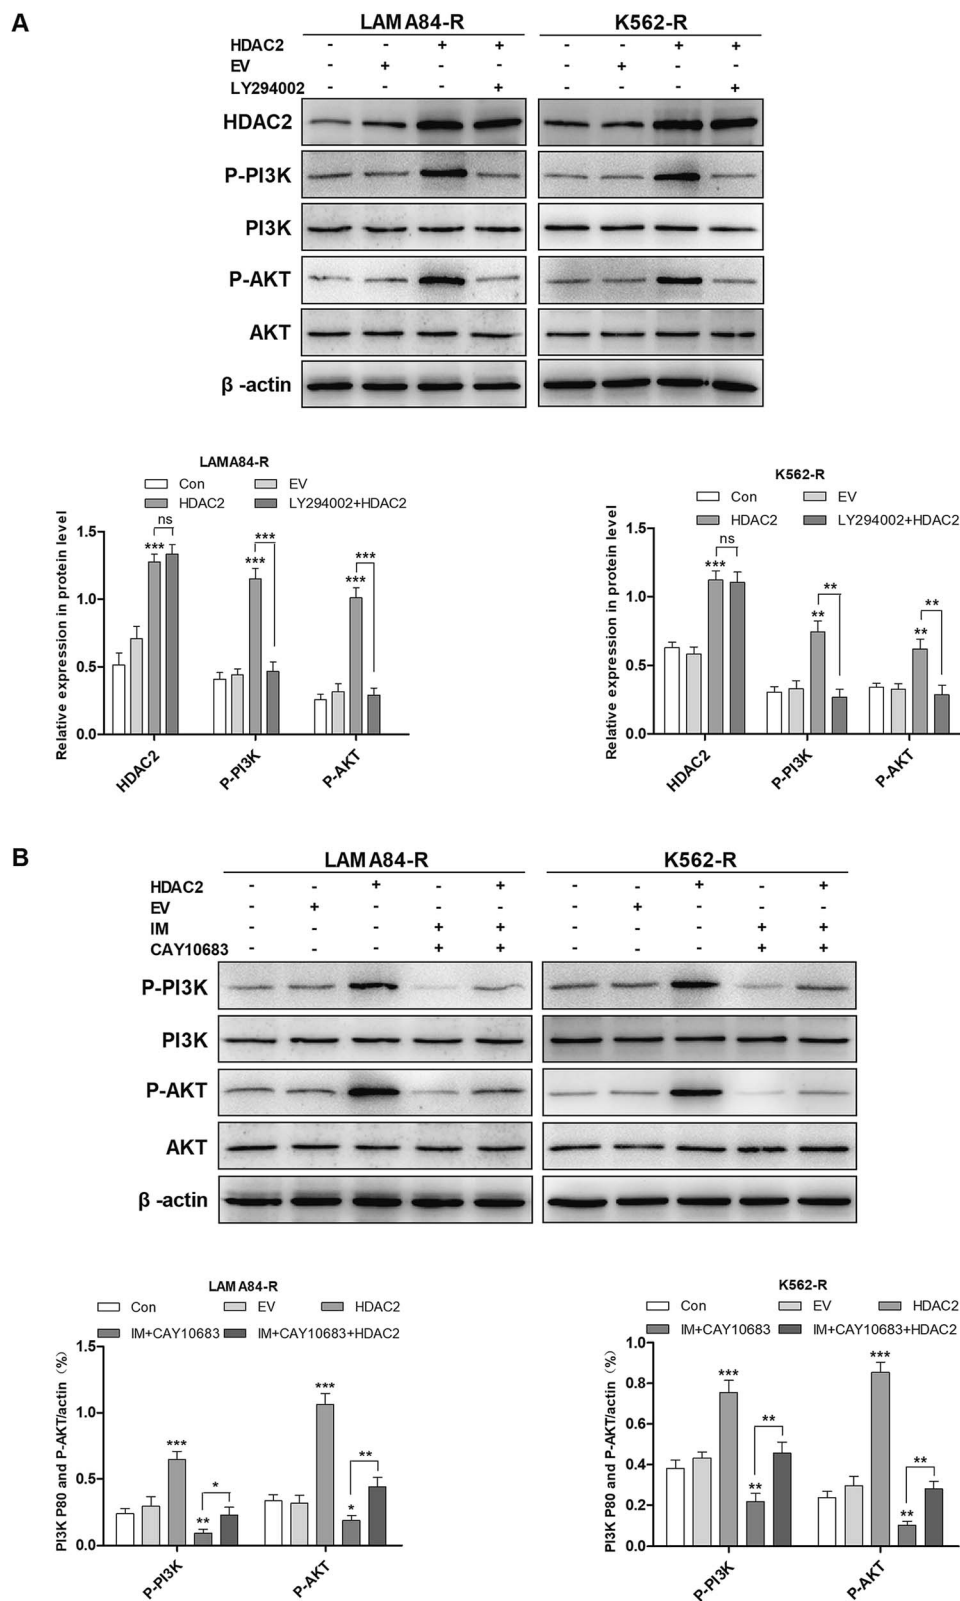 A
LAMA84-R K562-R
HDAC2 - - + + - - + +
EV - + - - - + - -
LY294002 - - - + - - - +
HDAC2
P-PI3K
PI3K
P-AKT
AKT
β -actin
LAMA84-R
Con EV
HDAC2 LY294002+HDAC2
Relative expression in protein level
1.5
1.0
0.5
0.0
*** ns
*** ***
*** ***
HDAC2 P-PI3K P-AKT
K562-R
Con EV
HDAC2 LY294002+HDAC2
Relative expression in protein level
1.5
1.0
0.5
0.0
*** ns
** **
** **
HDAC2 P-PI3K P-AKT
B
LAMA84-R K562-R
HDAC2 - - + - + - - + - +
EV - + - - - - + - - -
IM - - - + + - - - + +
CAY10683 - - - + + - - - + +
P-PI3K
PI3K
P-AKT
AKT
β -actin
LAMA84-R
Con EV HDAC2
IM+CAY10683 IM+CAY10683+HDAC2
PI3K P80 and P-AKT/actin (%)
1.5
1.0
0.5
0.0
*** ** *
*** * **
P-PI3K P-AKT
K562-R
Con EV HDAC2
IM+CAY10683 IM+CAY10683+HDAC2
PI3K P80 and P-AKT/actin (%)
1.0
0.8
0.6
0.4
0.2
0.0
*** ** **
*** ** **
P-PI3K P-AKT